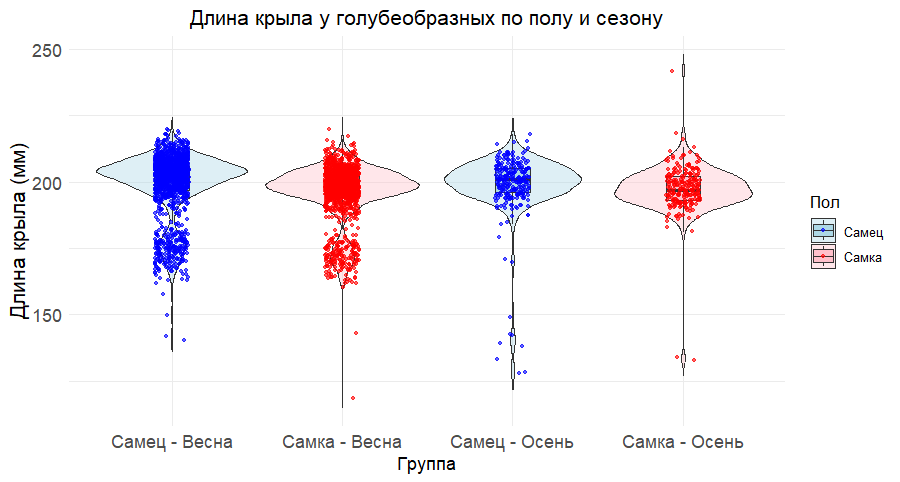 Длина крыла у голубеобразных по полу и сезону
Длина крыла (мм)
250
200
150
Самец - Весна
Самка - Весна
Самец - Осень
Самка - Осень
Группа
Пол
Самец
Самка